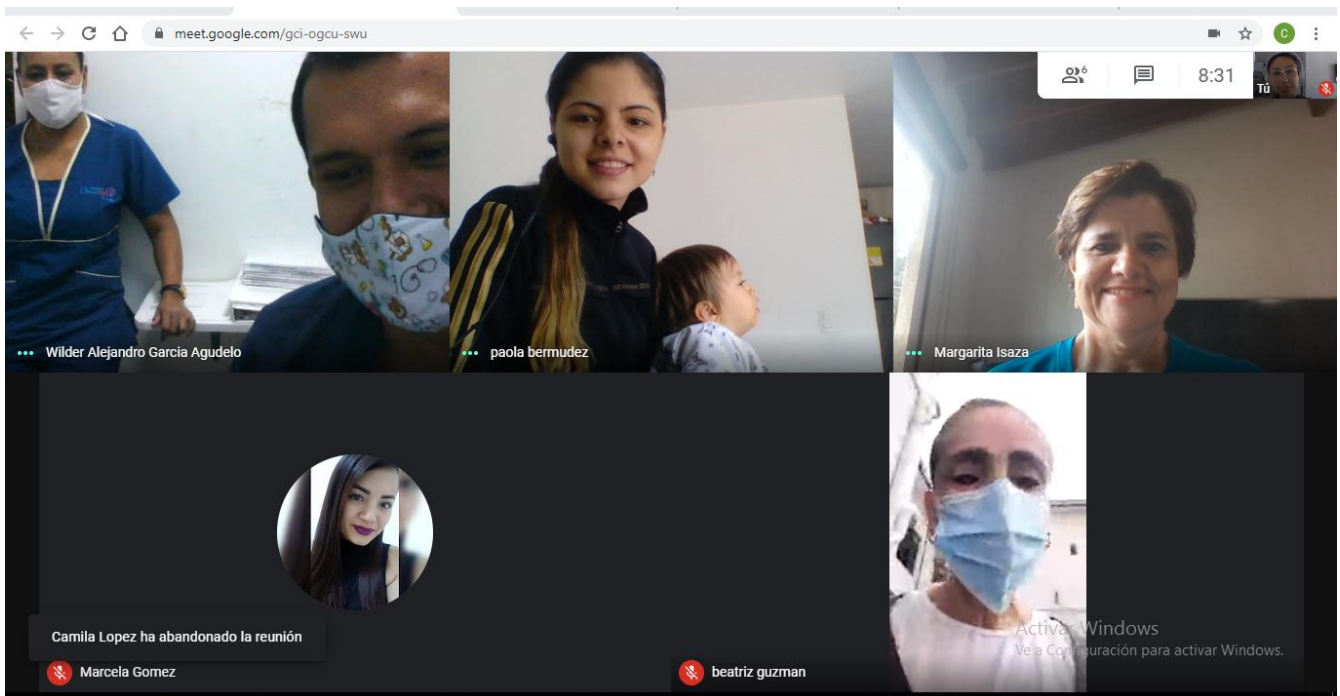 meet.google.com/gci-ogcu-swu
C
6
8:31
Tú
Wilder Alejandro Garcia Agudelo
paola bermudez
Margarita Isaza
Camila Lopez ha abandonado la reunión
Marcela Gomez
beatriz guzman
Activar Windows
Ve a Configuración para activar Windows.